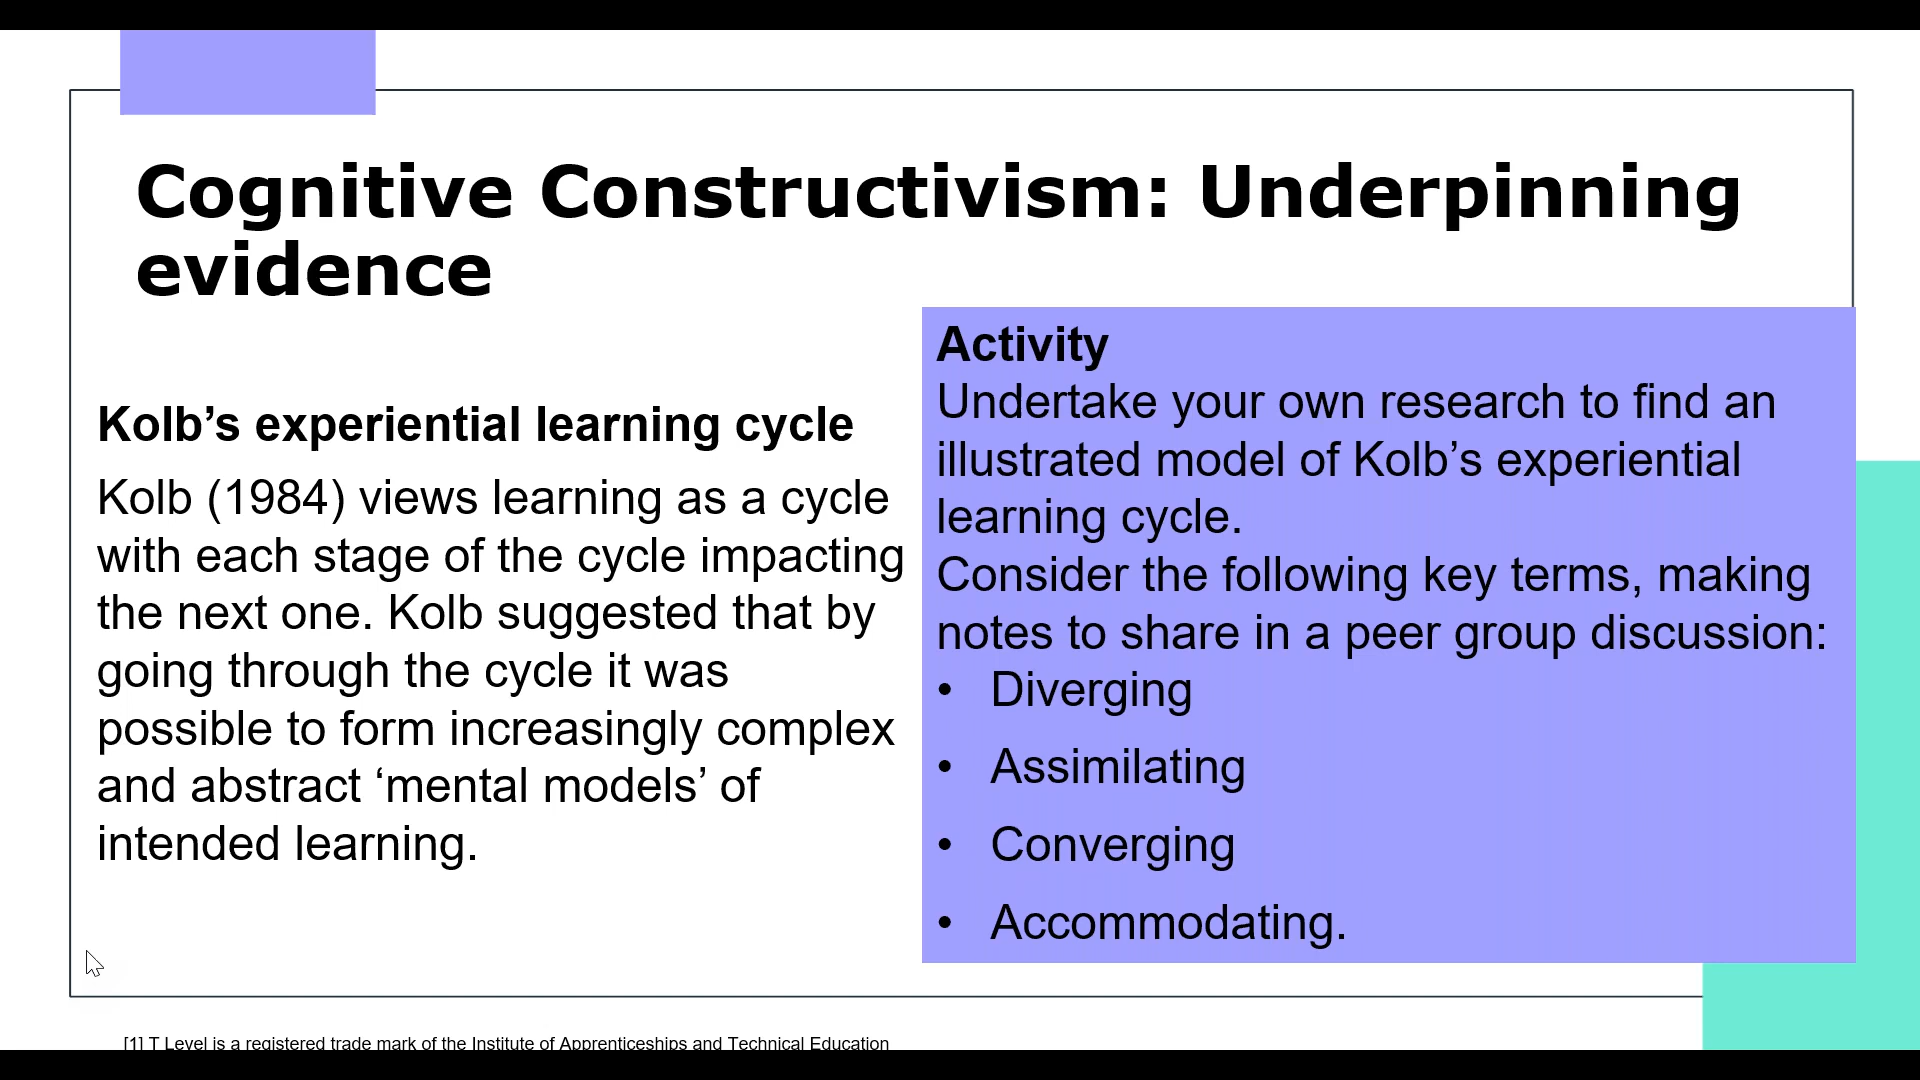 Cognitive Constructivism: Underpinning
evidence
Kolb’s experiential learning cycle
Kolb (1984) views learning as a cycle
with each stage of the cycle impacting
the next one. Kolb suggested that by
going through the cycle it was
possible to form increasingly complex
and abstract ‘mental models’ of
intended learning.
Activity
Undertake your own research to find an
illustrated model of Kolb’s experiential
learning cycle.
Consider the following key terms, making
notes to share in a peer group discussion:
• Diverging
• Assimilating
• Converging
• Accommodating.
[1] T Level is a registered trade mark of the Institute of Apprenticeships and Technical Education